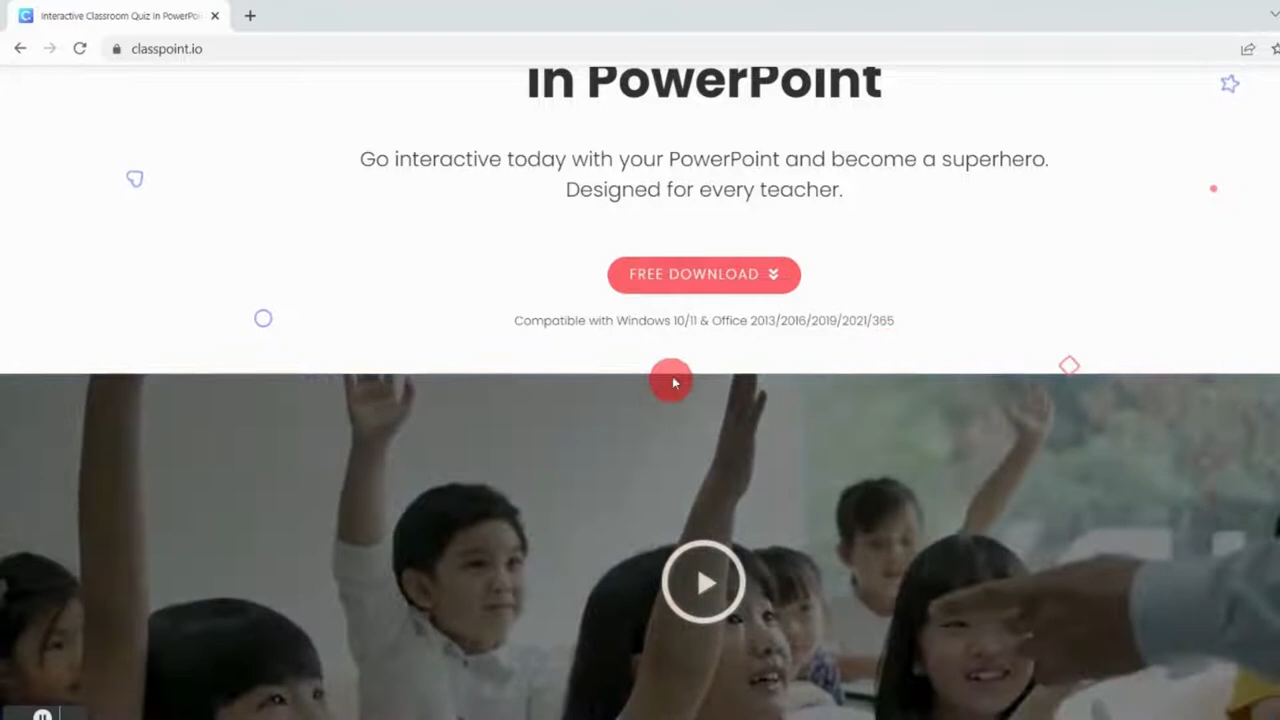 Interactive Classroom Quiz in PowerPo
classpoint.io
in PowerPoint
Go interactive today with your PowerPoint and become a superhero.
Designed for every teacher.
FREE DOWNLOAD
Compatible with Windows 10/11 & Office 2013/2016/2019/2021/365